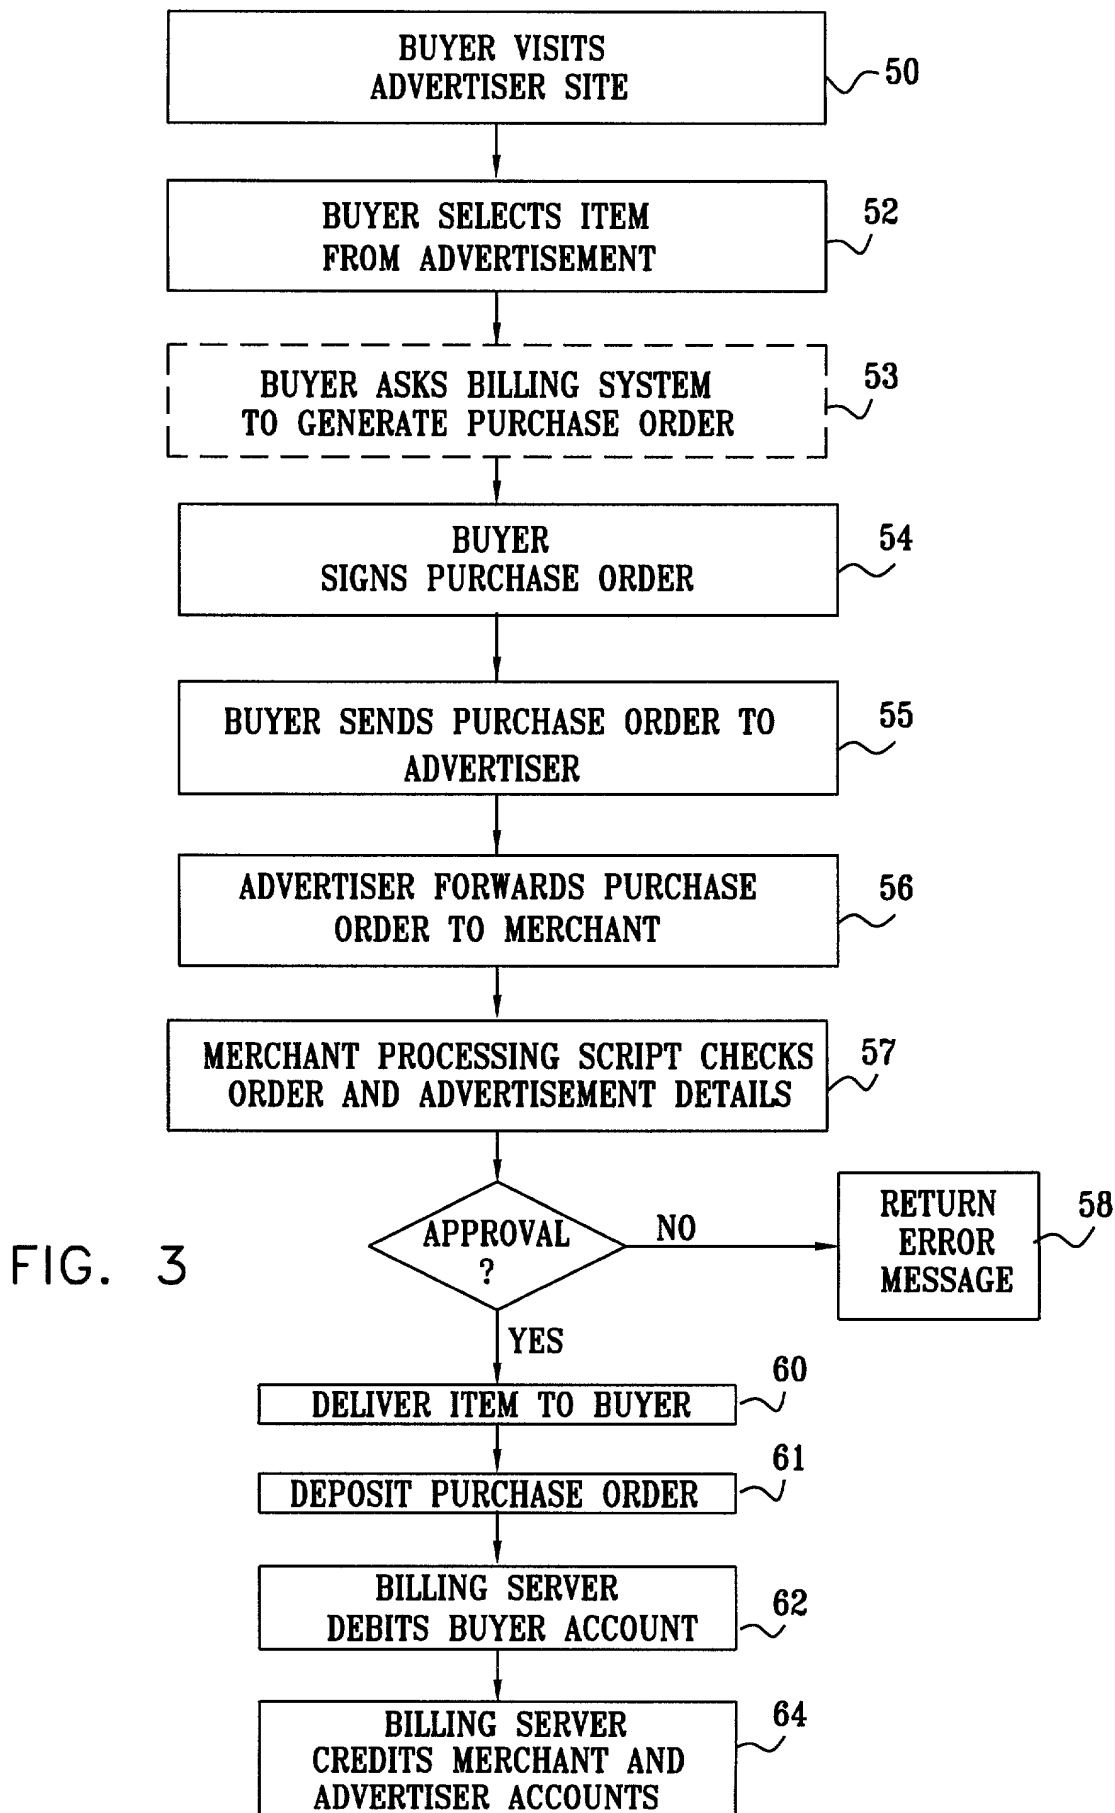 BUYER VISITS
ADVERTISER SITE
50
BUYER SELECTS ITEM
FROM ADVERTISEMENT
52
BUYER ASKS BILLING SYSTEM
TO GENERATE PURCHASE ORDER
53
BUYER
SIGNS PURCHASE ORDER
54
BUYER SENDS PURCHASE ORDER TO
ADVERTISER
55
ADVERTISER FORWARDS PURCHASE
ORDER TO MERCHANT
56
MERCHANT PROCESSING SCRIPT CHECKS
ORDER AND ADVERTISEMENT DETAILS
57
APPROVAL
?
NO
RETURN
ERROR
MESSAGE
58
FIG. 3
YES
DELIVER ITEM TO BUYER
60
DEPOSIT PURCHASE ORDER
61
BILLING SERVER
DEBITS BUYER ACCOUNT
62
BILLING SERVER
CREDITS MERCHANT AND
ADVERTISER ACCOUNTS
64